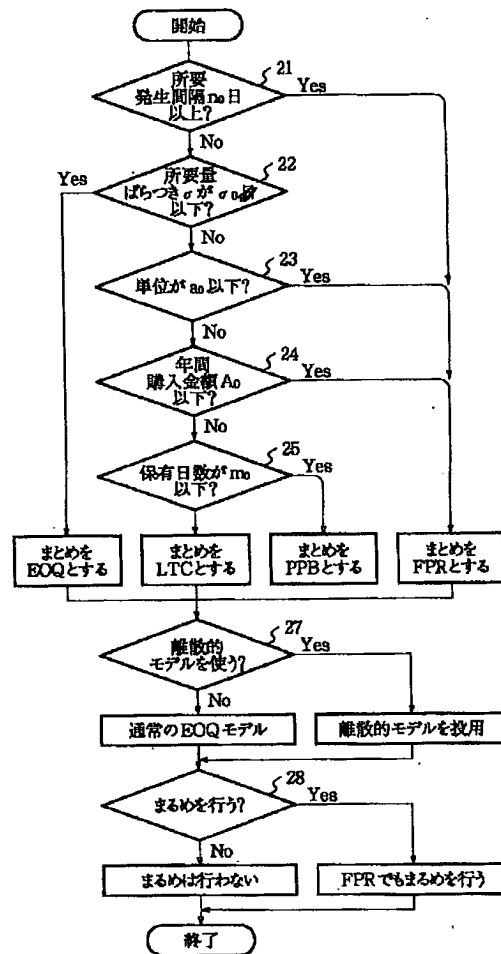 開始
21
所要
発生間隔n₀日
以上?
Yes
No
22
所要量
ばらつきσがσ₀
以下?
Yes
No
23
単位がa₀以下?
Yes
No
24
年間
購入金額A₀
以下?
Yes
No
25
保有日数がm₀
以下?
Yes
まとめを
EOQとする
まとめを
LTCとする
まとめを
PPBとする
まとめを
FPRとする
27
離散的
モデルを使う?
Yes
No
通常のEOQモデル
離散的モデルを投用
28
まるめを行う?
Yes
No
まるめは行わない
FPRでもまるめを行う
終了